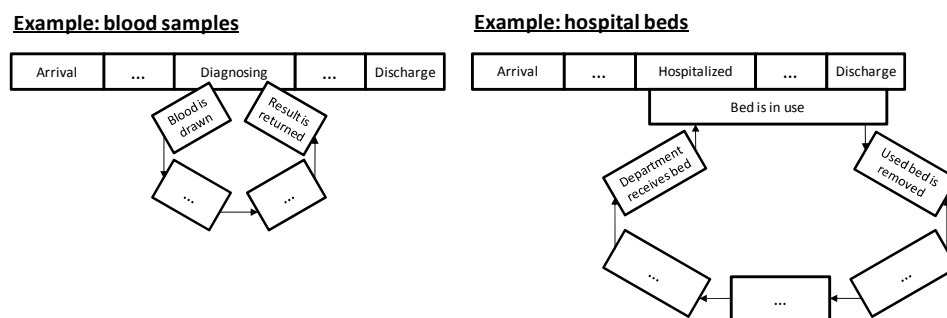 Example: blood samples
Arrival
...
Diagnosing
...
Discharge
Blood is
drawn
Result is
returned
...
...
Example: hospital beds
Arrival
...
Hospitalized
...
Discharge
Bed is in use
Department
receives bed
Used bed is
removed
...
...
...